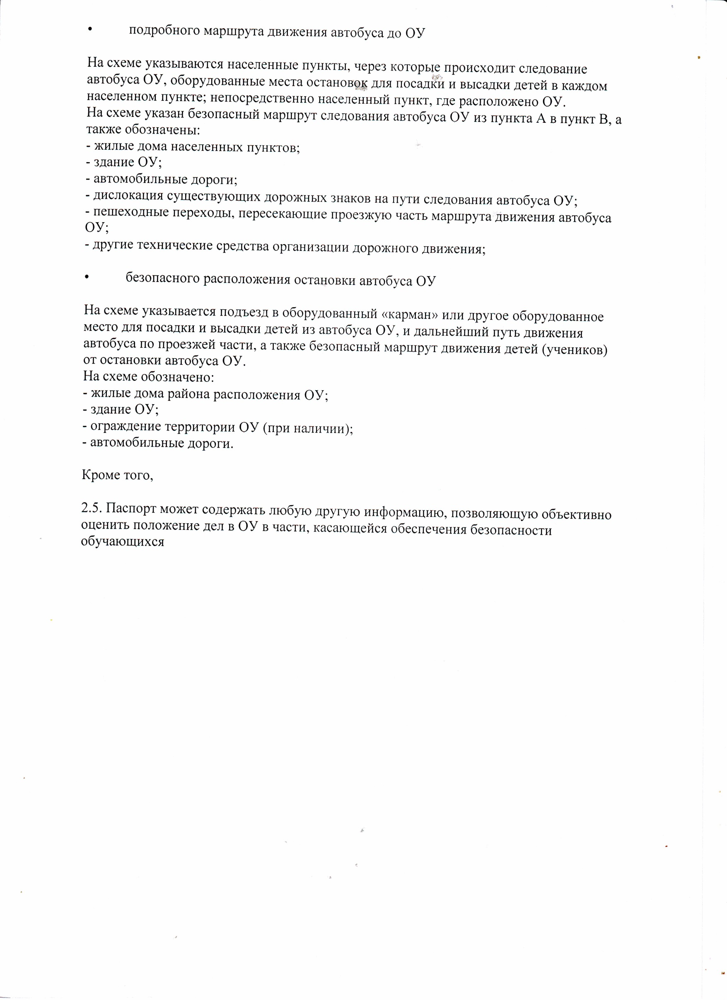 • подробного маршрута движения автобуса до ОУ
На схеме указываются населенные пункты, через которые происходит следование
автобуса ОУ, оборудованные места остановок для посадки и высадки детей в каждом
населенном пункте; непосредственно населенный пункт, где расположено ОУ.
На схеме указан безопасный маршрут следования автобуса ОУ из пункта А в пункт В, а
также обозначены:
- жилые дома населенных пунктов;
- здание ОУ;
- автомобильные дороги;
- дислокация существующих дорожных знаков на пути следования автобуса ОУ;
- пешеходные переходы, пересекающие проезжую часть маршрута движения автобуса
ОУ;
- другие технические средства организации дорожного движения;
• безопасного расположения остановки автобуса ОУ
На схеме указывается подъезд в оборудованный «карман» или другое оборудованное
место для посадки и высадки детей из автобуса ОУ, и дальнейший путь движения
автобуса по проезжей части, а также безопасный маршрут движения детей (учеников)
от остановки автобуса ОУ.
На схеме обозначено:
- жилые дома района расположения ОУ;
- здание ОУ;
- ограждение территории ОУ (при наличии);
- автомобильные дороги.
Кроме того,
2.5. Паспорт может содержать любую другую информацию, позволяющую объективно
оценить положение дел в ОУ в части, касающейся обеспечения безопасности
обучающихся